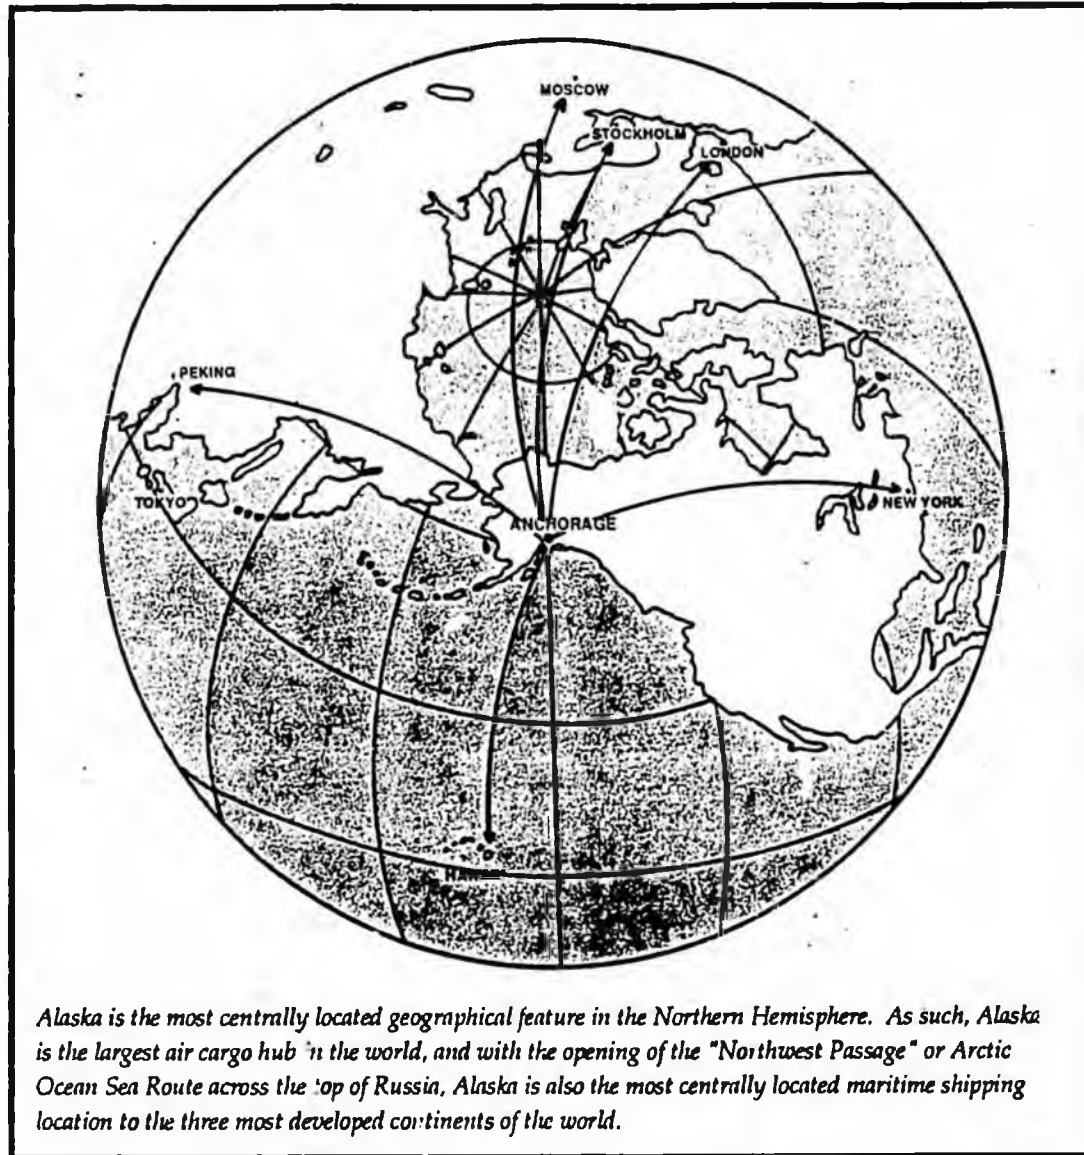 MOSCOW
STOCKHOLM
LONDON
PEKING
TOKYO
NEW YORK
ANCHORAGE
Alaska is the most centrally located geographical feature in the Northern Hemisphere. As such, Alaska
is the largest air cargo hub in the world, and with the opening of the "Northwest Passage" or Arctic
Ocean Sea Route across the top of Russia, Alaska is also the most centrally located maritime shipping
location to the three most developed continents of the world.